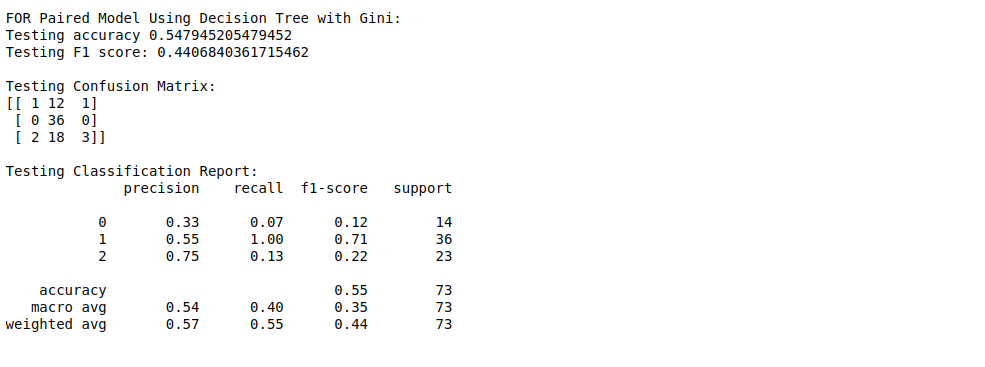 FOR Paired Model Using Decision Tree with Gini:
Testing accuracy 0.547945205479452
Testing F1 score: 0.4406840361715462
Testing Confusion Matrix:
[[ 1 12  1]
 [ 0 36  0]
 [ 2 18  3]]
Testing Classification Report:
              precision    recall  f1-score   support
           0       0.33      0.07      0.12        14
           1       0.55      1.00      0.71        36
           2       0.75      0.13      0.22        23
    accuracy                           0.55        73
   macro avg       0.54      0.40      0.35        73
weighted avg       0.57      0.55      0.44        73